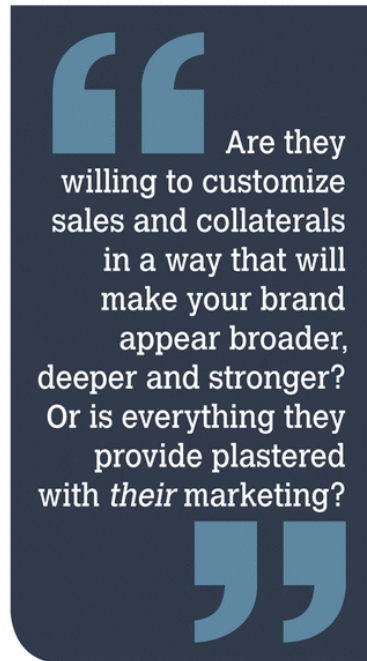 Are they
willing to customize
sales and collaterals
in a way that will
make your brand
appear broader,
deeper and stronger?
Or is everything they
provide plastered
with their marketing?